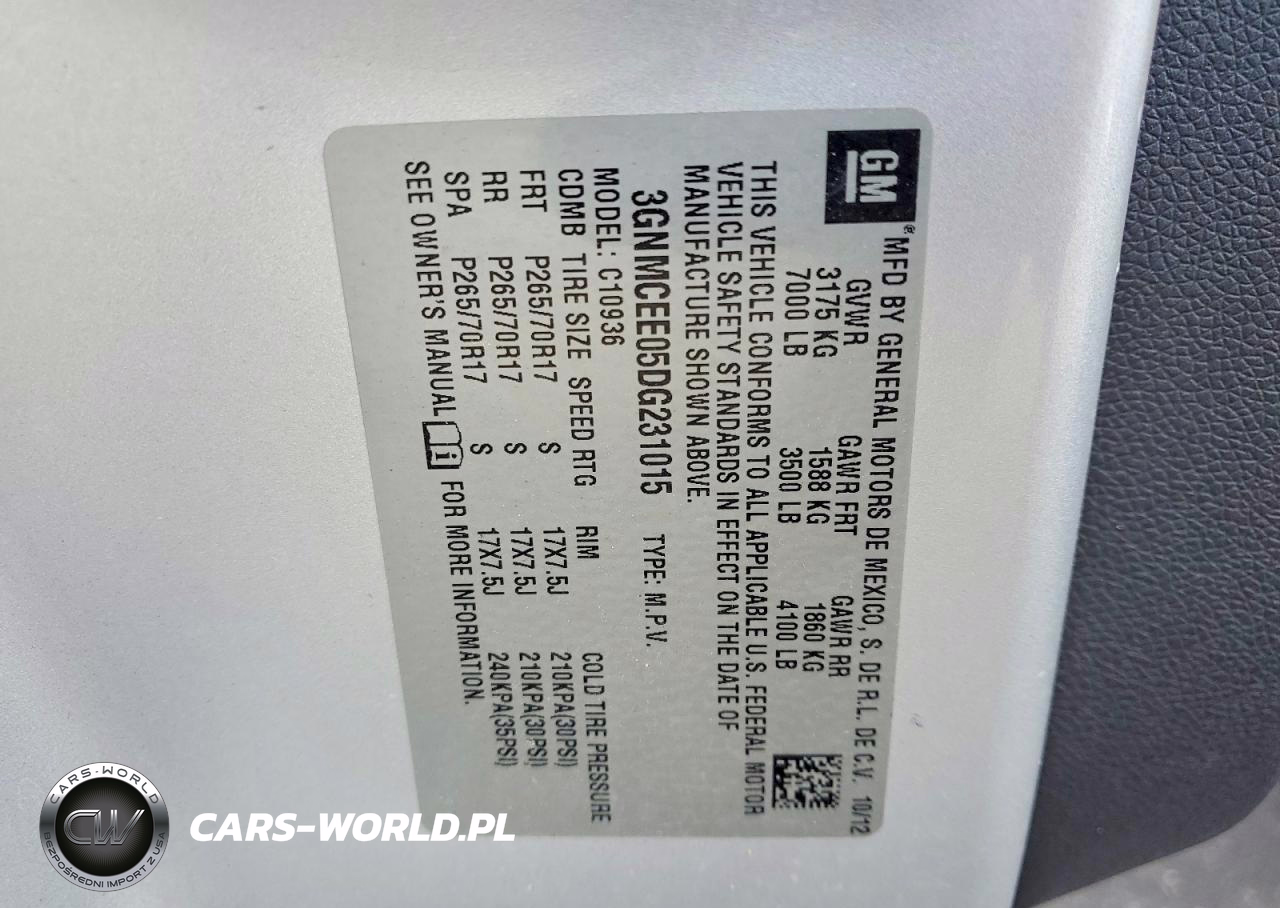 GM
® MFD BY GENERAL MOTORS DE MEXICO, S. DE R.L. DE C.V. 10/12
GVWR GAWR FRT GAWR RR
3175 KG 1588 KG 1860 KG
7000 LB 3500 LB 4100 LB
THIS VEHICLE CONFORMS TO ALL APPLICABLE U.S. FEDERAL MOTOR
VEHICLE SAFETY STANDARDS IN EFFECT ON THE DATE OF
MANUFACTURE SHOWN ABOVE.
3GNMCEE05DG231015 TYPE: M.P.V.
MODEL: C10936
CDMB TIRE SIZE SPEED RTG RIM COLD TIRE PRESSURE
FRT P265/70R17 S 17X7.5J 210KPA(30PSI)
RR P265/70R17 S 17X7.5J 210KPA(30PSI)
SPA P265/70R17 S 17X7.5J 240KPA(35PSI)
SEE OWNER'S MANUAL i FOR MORE INFORMATION.
CARS-WORLD
CW
BEZPOŚREDNI IMPORT Z USA
CARS-WORLD.PL